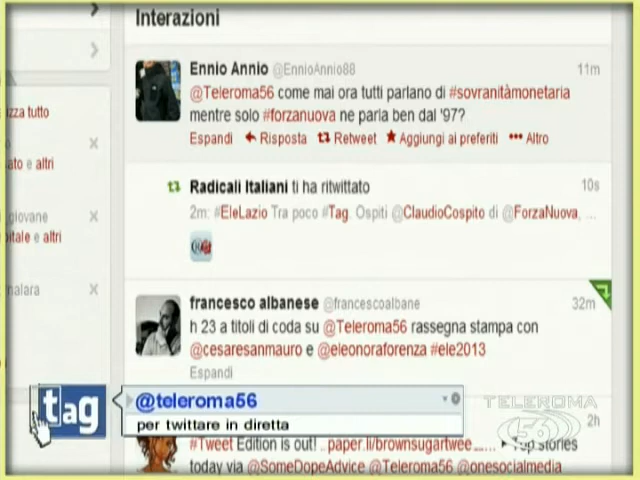 Interazioni
Ennio Annio @EnnioAnnio88 11m
@Teleroma56 come mai ora tutti parlano di #sovranitàmonetaria
mentre solo #forzanuova ne parla ben dal '97?
Espandi Risposta Retweet Aggiungi ai preferiti ••• Altro
izza tutto
ato e altri
Radicali Italiani ti ha ritwittato 10s
2m: #EleLazio Tra poco #Tag. Ospiti @ClaudioCospito di @ForzaNuova, ...
giovane
pitale e altri
nalara
francesco albanese @francescoalbane 32m
h 23 a titoli di coda su @Teleroma56 rassegna stampa con
@cesaresanmauro e @eleonoraforenza #ele2013
Espandi
tag
@teleroma56
per twittare in diretta
TELEROMA
56
2h
#Tweet Edition is out! .. paper.li/brownsugartwee... ... ▸ Top stories
today via @SomeDopeAdvice @Teleroma56 @onesocialmedia